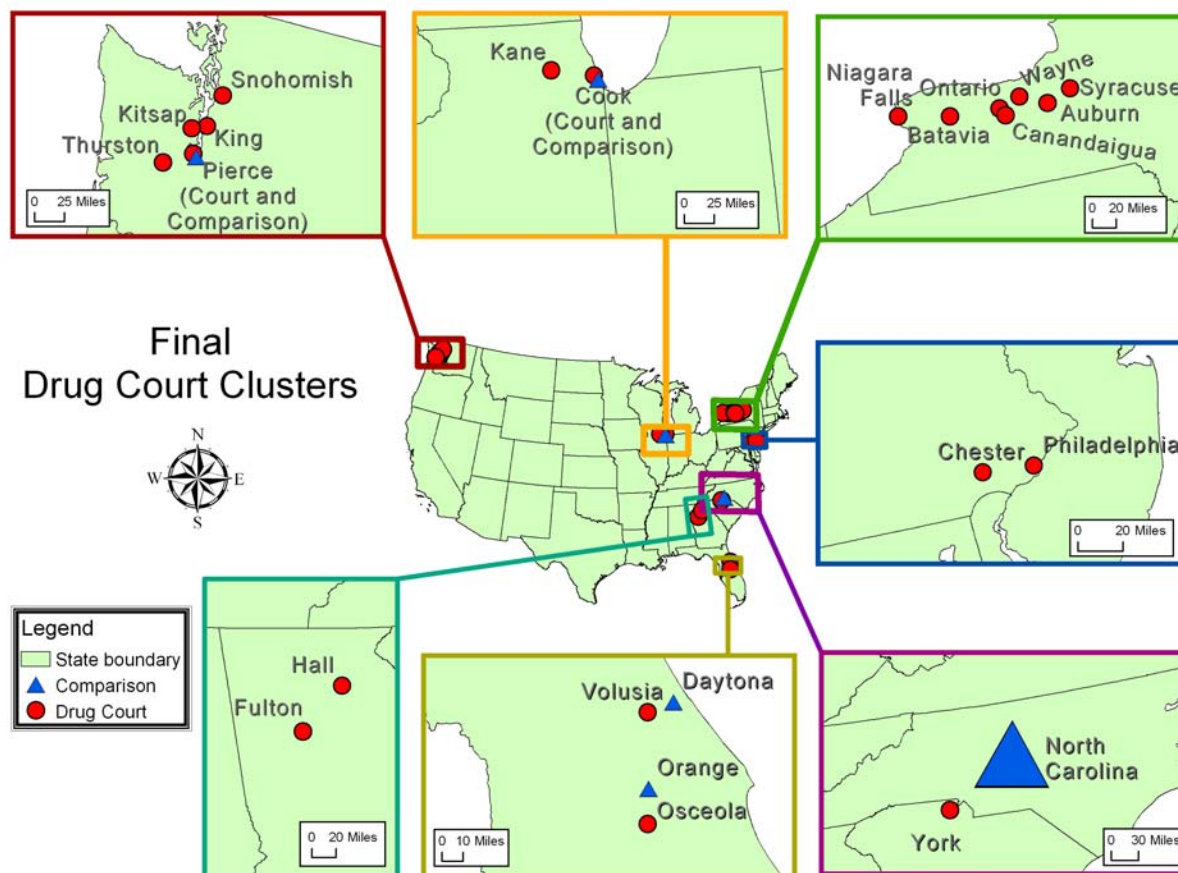 Snohomish
Kitsap
King
Thurston
Pierce
(Court and
Comparison)
0 25 Miles
Kane
Cook
(Court and
Comparison)
0 25 Miles
Niagara
Falls
Ontario
Wayne
Syracuse
Auburn
Batavia
Canandaigua
0 20 Miles
Final
Drug Court Clusters
N
W E
S
Chester
Philadelphia
0 20 Miles
Legend
State boundary
Comparison
Drug Court
Hall
Fulton
0 20 Miles
Volusia
Daytona
Orange
Osceola
0 10 Miles
North
Carolina
York
0 30 Miles